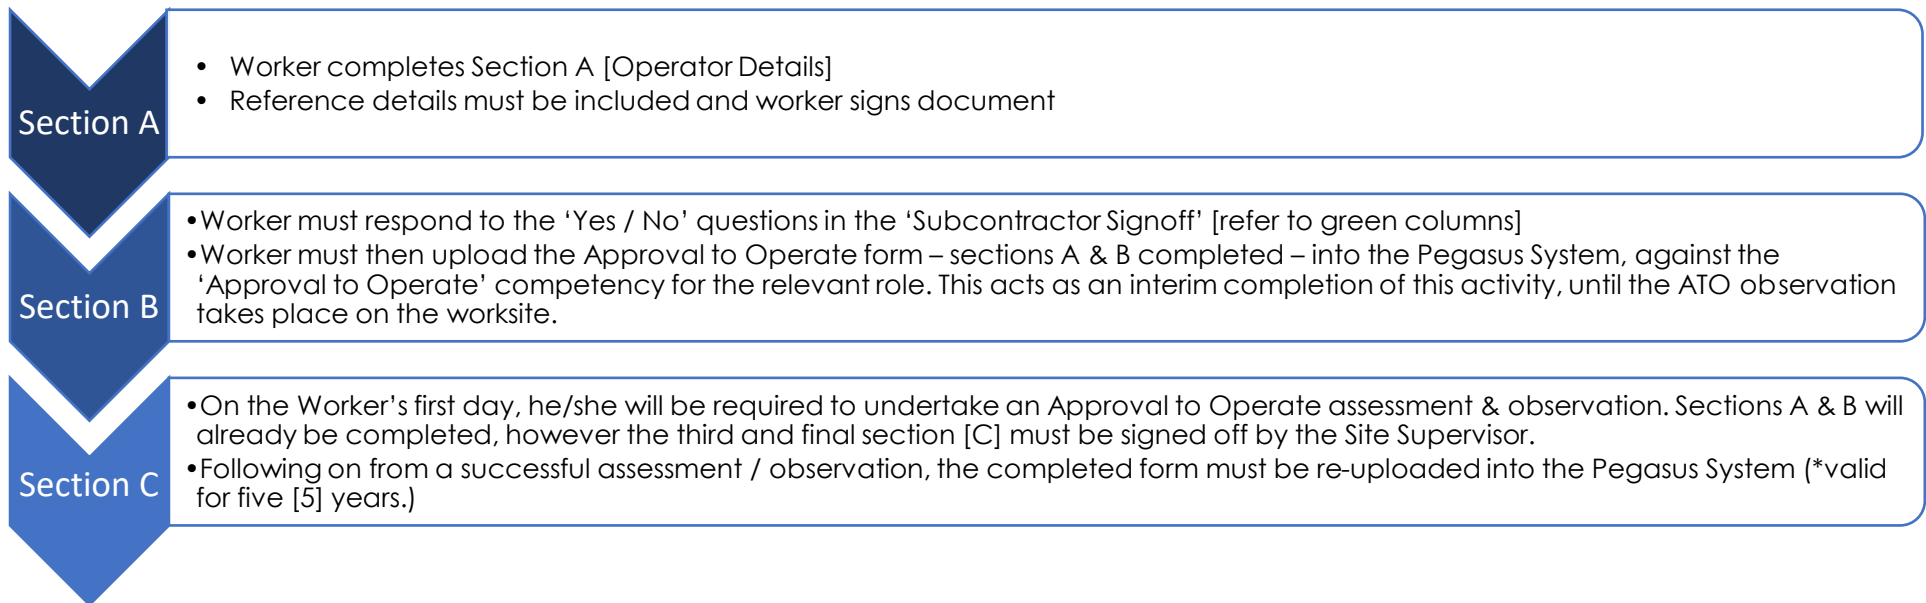 Section A
• Worker completes Section A [Operator Details]
• Reference details must be included and worker signs document
Section B
•Worker must respond to the ‘Yes / No’ questions in the ‘Subcontractor Signoff’ [refer to green columns]
•Worker must then upload the Approval to Operate form – sections A & B completed – into the Pegasus System, against the
‘Approval to Operate’ competency for the relevant role. This acts as an interim completion of this activity, until the ATO observation
takes place on the worksite.
Section C
•On the Worker’s first day, he/she will be required to undertake an Approval to Operate assessment & observation. Sections A & B will
already be completed, however the third and final section [C] must be signed off by the Site Supervisor.
•Following on from a successful assessment / observation, the completed form must be re-uploaded into the Pegasus System (*valid
for five [5] years.)